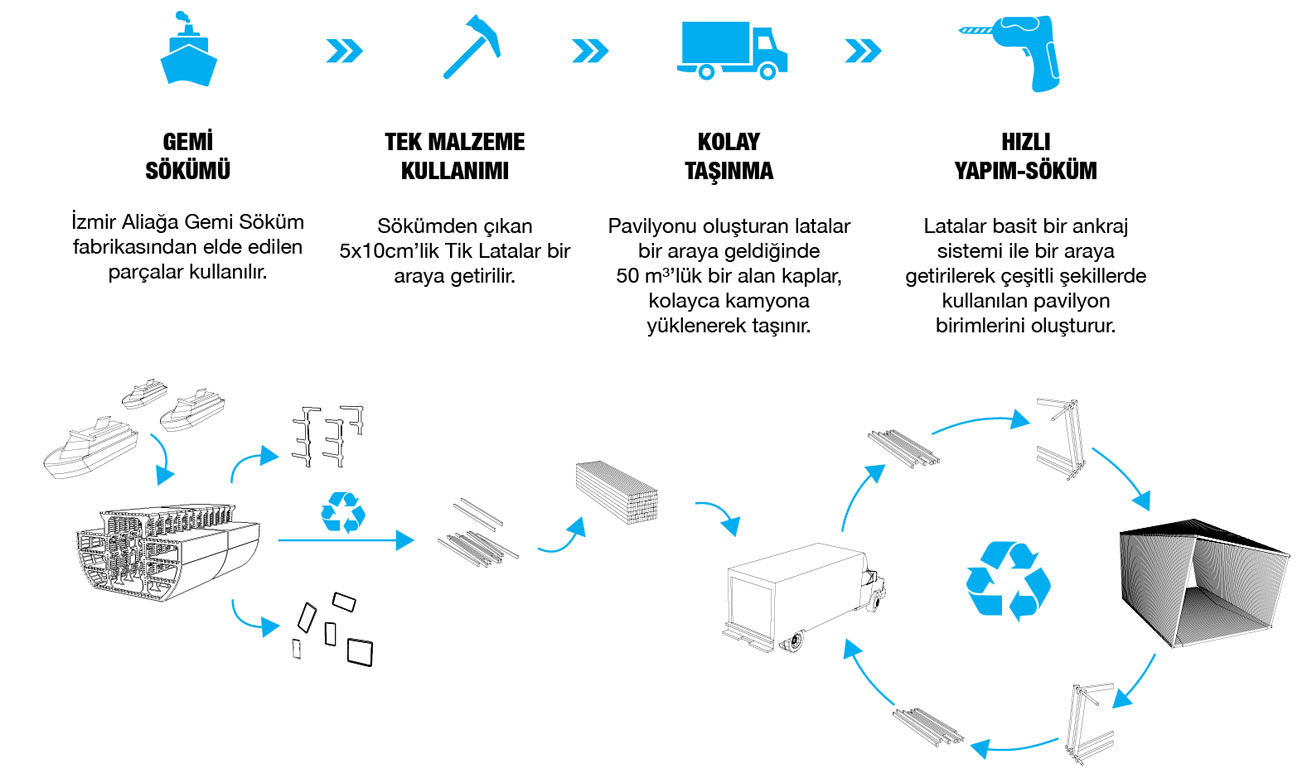 GEMİ
SÖKÜMÜ
İzmir Aliağa Gemi Söküm
fabrikasından elde edilen
parçalar kullanılır.
TEK MALZEME
KULLANIMI
Sökümden çıkan
5x10cm’lik Tik Latalar bir
araya getirilir.
KOLAY
TAŞINMA
Pavilyonu oluşturan latalar
bir araya geldiğinde
50 m³’lük bir alan kaplar,
kolayca kamyona
yüklenerek taşınır.
HIZLI
YAPIM-SÖKÜM
Latalar basit bir ankraj
sistemi ile bir araya
getirilerek çeşitli şekillerde
kullanılan pavilyon
birimlerini oluşturur.